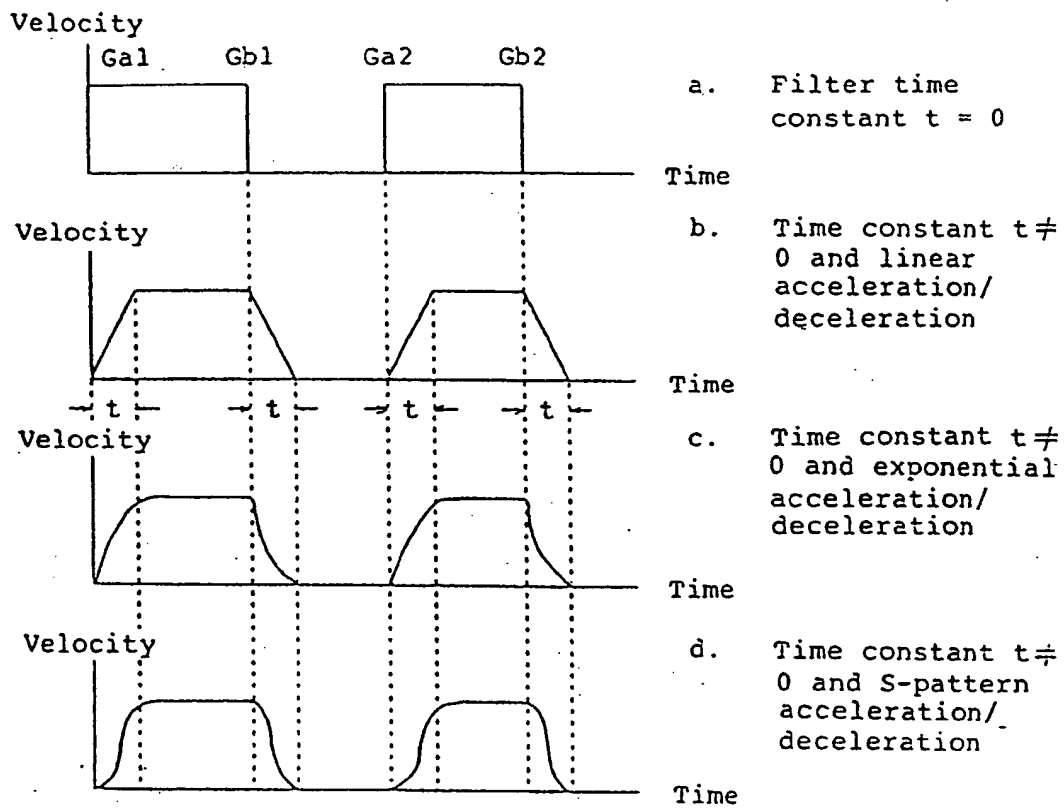 Velocity
Ga1 Gb1 Ga2 Gb2
a. Filter time
constant t = 0
Time
Velocity
b. Time constant t≠
0 and linear
acceleration/
deceleration
Time
t t t t
Velocity
c. Time constant t≠
0 and exponential
acceleration/
deceleration
Time
Velocity
d. Time constant t≠
0 and S-pattern
acceleration/
deceleration
Time